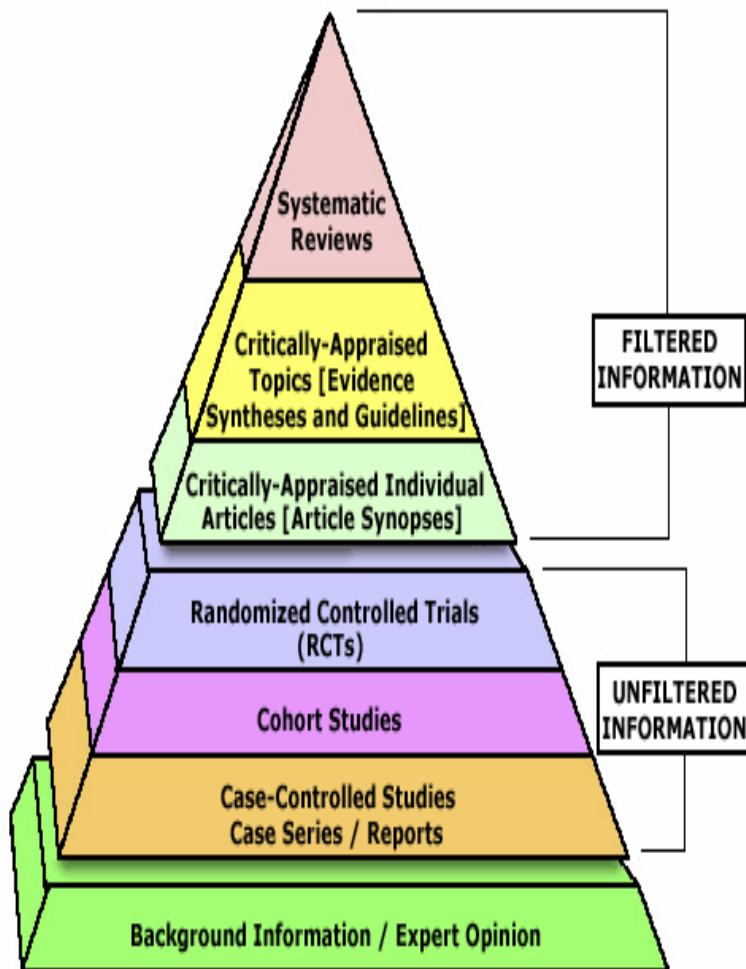 Systematic
Reviews
Critically-Appraised
Topics [Evidence
Syntheses and Guidelines]
FILTERED
INFORMATION
Critically-Appraised Individual
Articles [Article Synopses]
Randomized Controlled Trials
(RCTs)
UNFILTERED
INFORMATION
Cohort Studies
Case-Controlled Studies
Case Series / Reports
Background Information / Expert Opinion